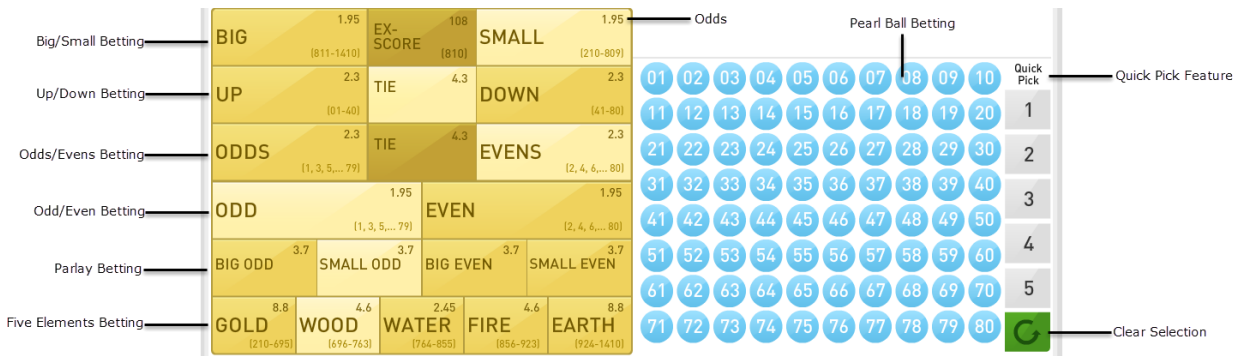 BIG 1.95 (811-1410) EX-SCORE 108 (810) SMALL 1.95 (210-809)
UP 2.3 (01-40) TIE 4.3 DOWN 2.3 (41-80)
ODDS 2.3 (1, 3, 5,... 79) TIE 4.3 EVENS 2.3 (2, 4, 6,... 80)
ODD 1.95 (1, 3, 5,... 79) EVEN 1.95 (2, 4, 6,... 80)
BIG ODD 3.7 SMALL ODD 3.7 BIG EVEN 3.7 SMALL EVEN 3.7
GOLD 8.8 (210-695) WOOD 4.6 (696-763) WATER 2.45 (764-855) FIRE 4.6 (856-923) EARTH 8.8 (924-1410)
Big/Small Betting
Up/Down Betting
Odds/Evens Betting
Odd/Even Betting
Parlay Betting
Five Elements Betting
Odds
Pearl Ball Betting
01 02 03 04 05 06 07 08 09 10
11 12 13 14 15 16 17 18 19 20
21 22 23 24 25 26 27 28 29 30
31 32 33 34 35 36 37 38 39 40
41 42 43 44 45 46 47 48 49 50
51 52 53 54 55 56 57 58 59 60
61 62 63 64 65 66 67 68 69 70
71 72 73 74 75 76 77 78 79 80
Quick
Pick
1
2
3
4
5
Quick Pick Feature
Clear Selection